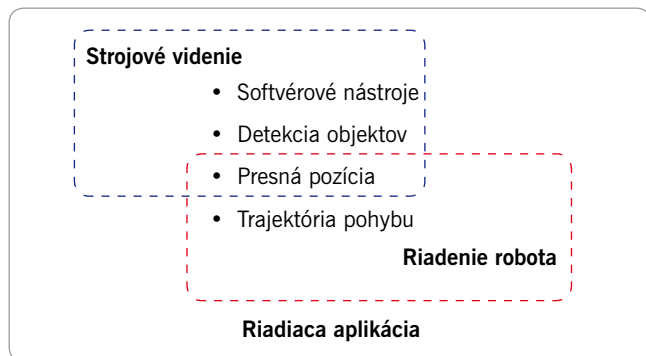 Strojové videnie
• Softvérové nástroje
• Detekcia objektov
• Presná pozícia
• Trajektória pohybu
Riadenie robota
Riadiaca aplikácia